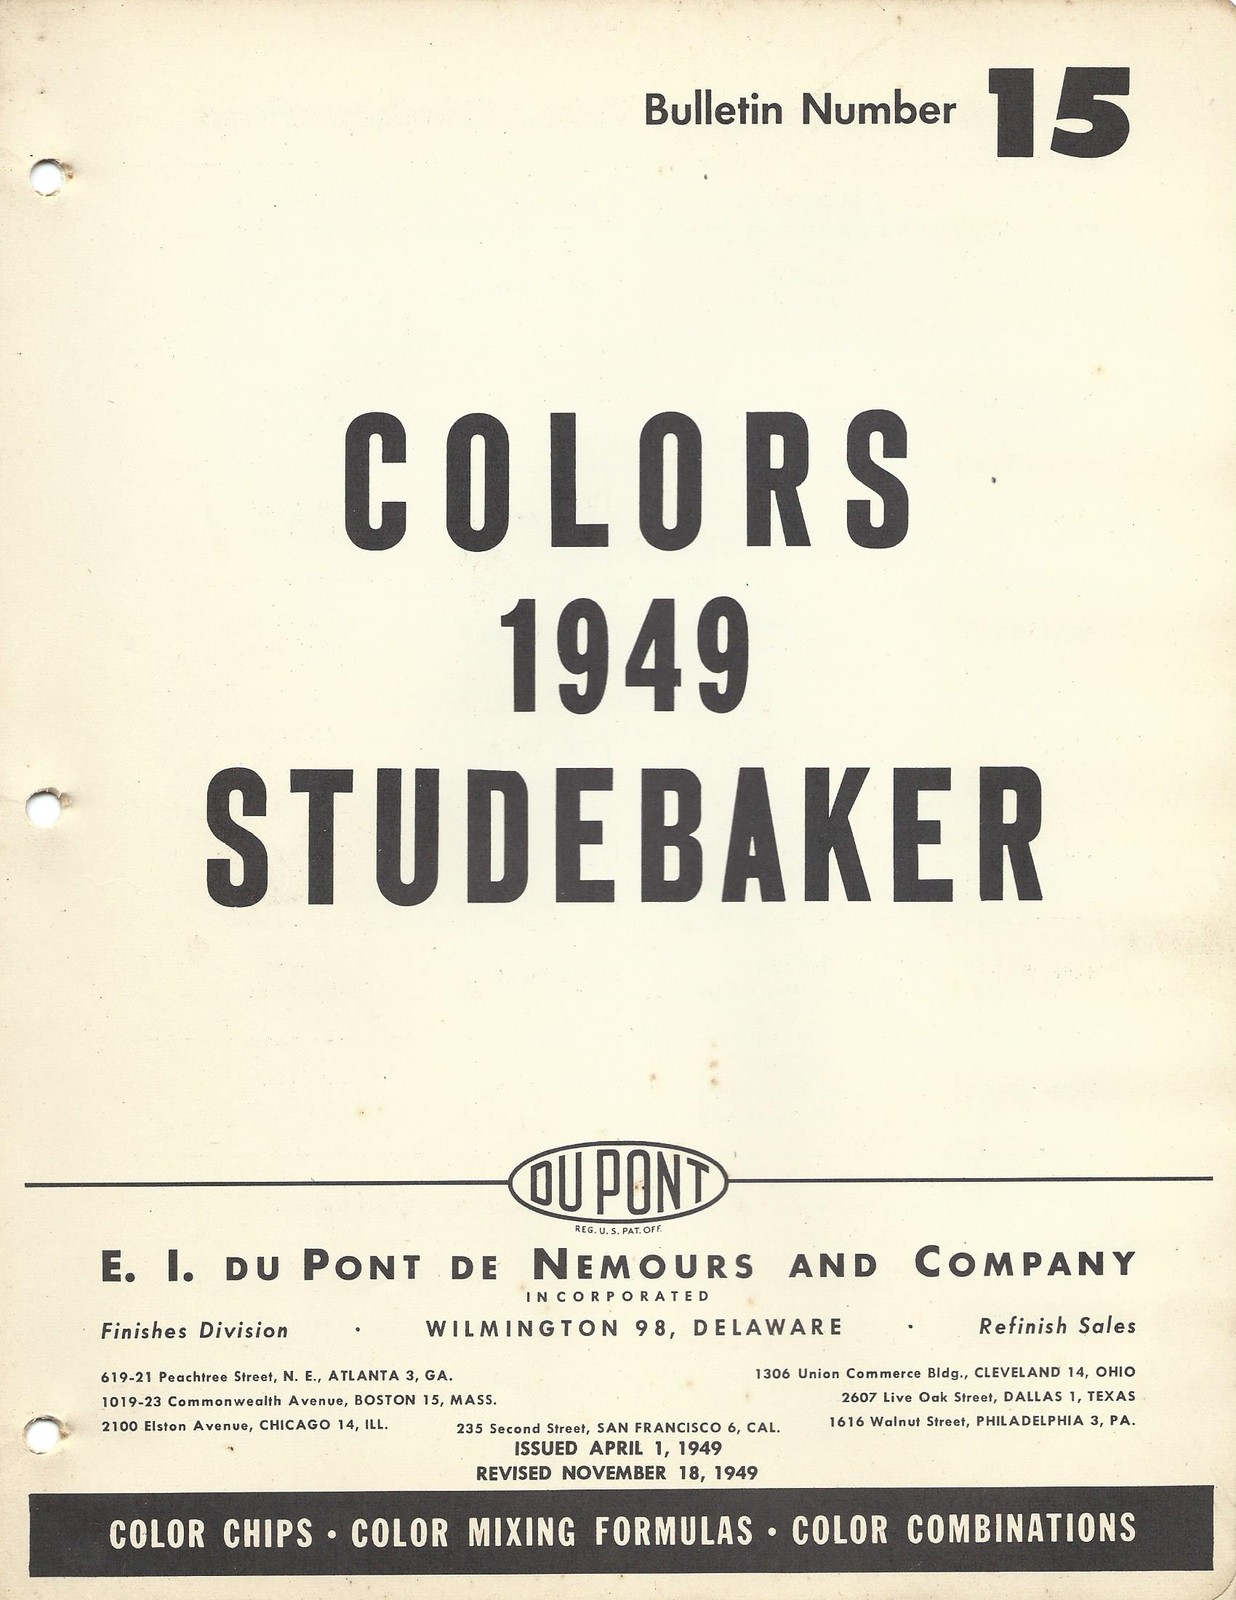 Bulletin Number 15
COLORS
1949
STUDEBAKER
DU PONT
REG. U. S. PAT. OFF.
E. I. DU PONT DE NEMOURS AND COMPANY
INCORPORATED
Finishes Division · WILMINGTON 98, DELAWARE · Refinish Sales
619-21 Peachtree Street, N. E., ATLANTA 3, GA.
1306 Union Commerce Bldg., CLEVELAND 14, OHIO
1019-23 Commonwealth Avenue, BOSTON 15, MASS.
2607 Live Oak Street, DALLAS 1, TEXAS
2100 Elston Avenue, CHICAGO 14, ILL.
235 Second Street, SAN FRANCISCO 6, CAL.
1616 Walnut Street, PHILADELPHIA 3, PA.
ISSUED APRIL 1, 1949
REVISED NOVEMBER 18, 1949
COLOR CHIPS • COLOR MIXING FORMULAS • COLOR COMBINATIONS